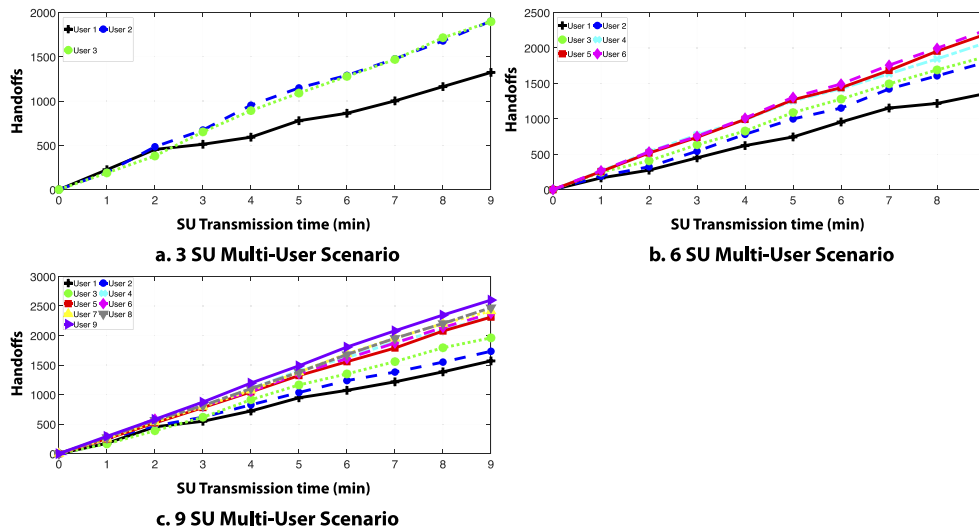 2000
1500
1000
500
0
Handoffs
User 1 User 2
User 3
0 1 2 3 4 5 6 7 8 9
SU Transmission time (min)
a. 3 SU Multi-User Scenario
2500
2000
1500
1000
500
0
Handoffs
User 1 User 2
User 3 User 4
User 5 User 6
0 1 2 3 4 5 6 7 8
SU Transmission time (min)
b. 6 SU Multi-User Scenario
3000
2500
2000
1500
1000
500
0
Handoffs
User 1 User 2
User 3 User 4
User 5 User 6
User 7 User 8
User 9
0 1 2 3 4 5 6 7 8 9
SU Transmission time (min)
c. 9 SU Multi-User Scenario